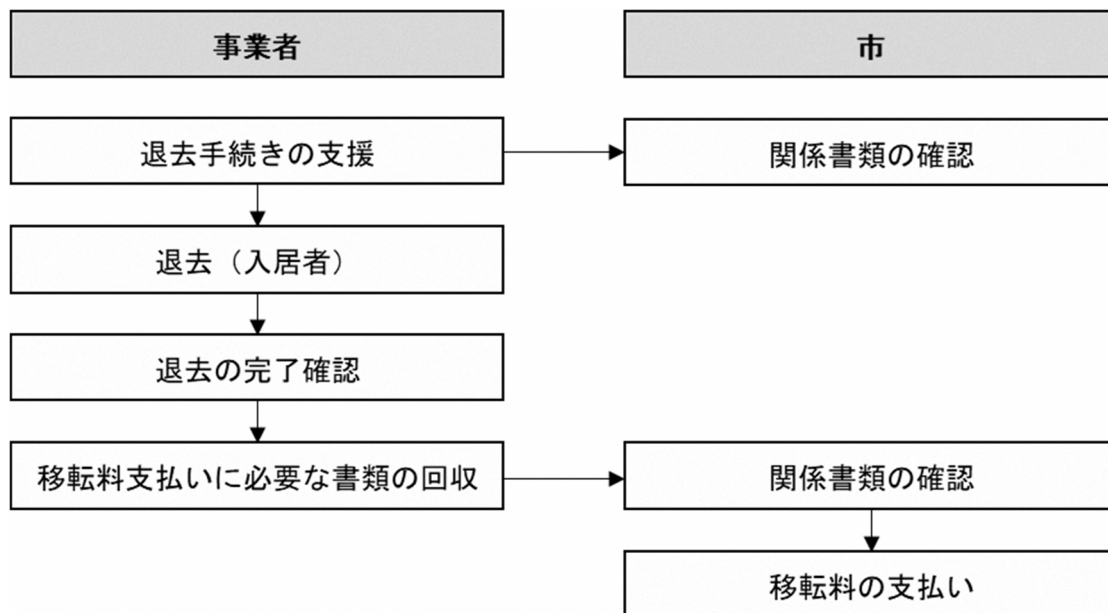 事業者
市
退去手続きの支援
関係書類の確認
退去（入居者）
退去の完了確認
移転料支払いに必要な書類の回収
関係書類の確認
移転料の支払い